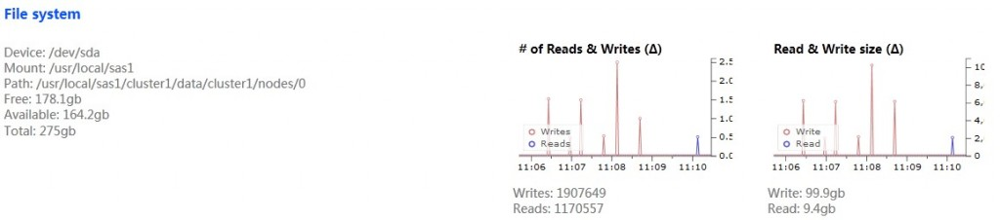 File system
Device: /dev/sda
Mount: /usr/local/sas1
Path: /usr/local/sas1/cluster1/data/cluster1/nodes/0
Free: 178.1gb
Available: 164.2gb
Total: 275gb
# of Reads & Writes (Δ)
2.5
2.0
1.5
1.0
0.5
0.0
Writes
Reads
11:06 11:07 11:08 11:09 11:10
Writes: 1907649
Reads: 1170557
Read & Write size (Δ)
10
8,
6,
4,
2,
0,
Write
Read
11:06 11:07 11:08 11:09 11:10
Write: 99.9gb
Read: 9.4gb